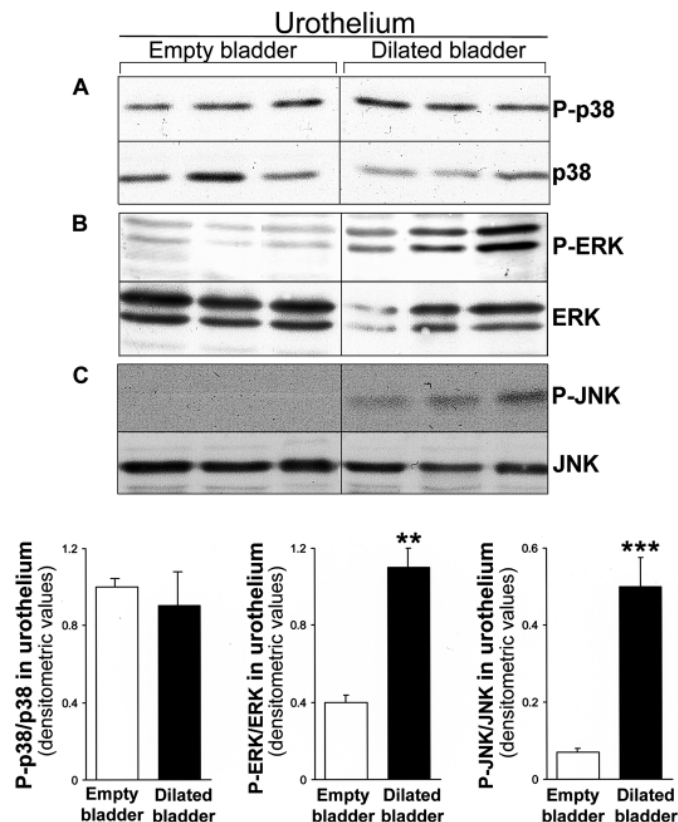 Urothelium
Empty bladder Dilated bladder
A
P-p38
p38
B
P-ERK
ERK
C
P-JNK
JNK
P-p38/p38 in urothelium
(densitometric values)
1.2
0.8
0.4
0
Empty bladder
Dilated bladder
P-ERK/ERK in urothelium
(densitometric values)
1.2
0.8
0.4
0
**
Empty bladder
Dilated bladder
P-JNK/JNK in urothelium
(densitometric values)
0.6
0.4
0.2
0
***
Empty bladder
Dilated bladder